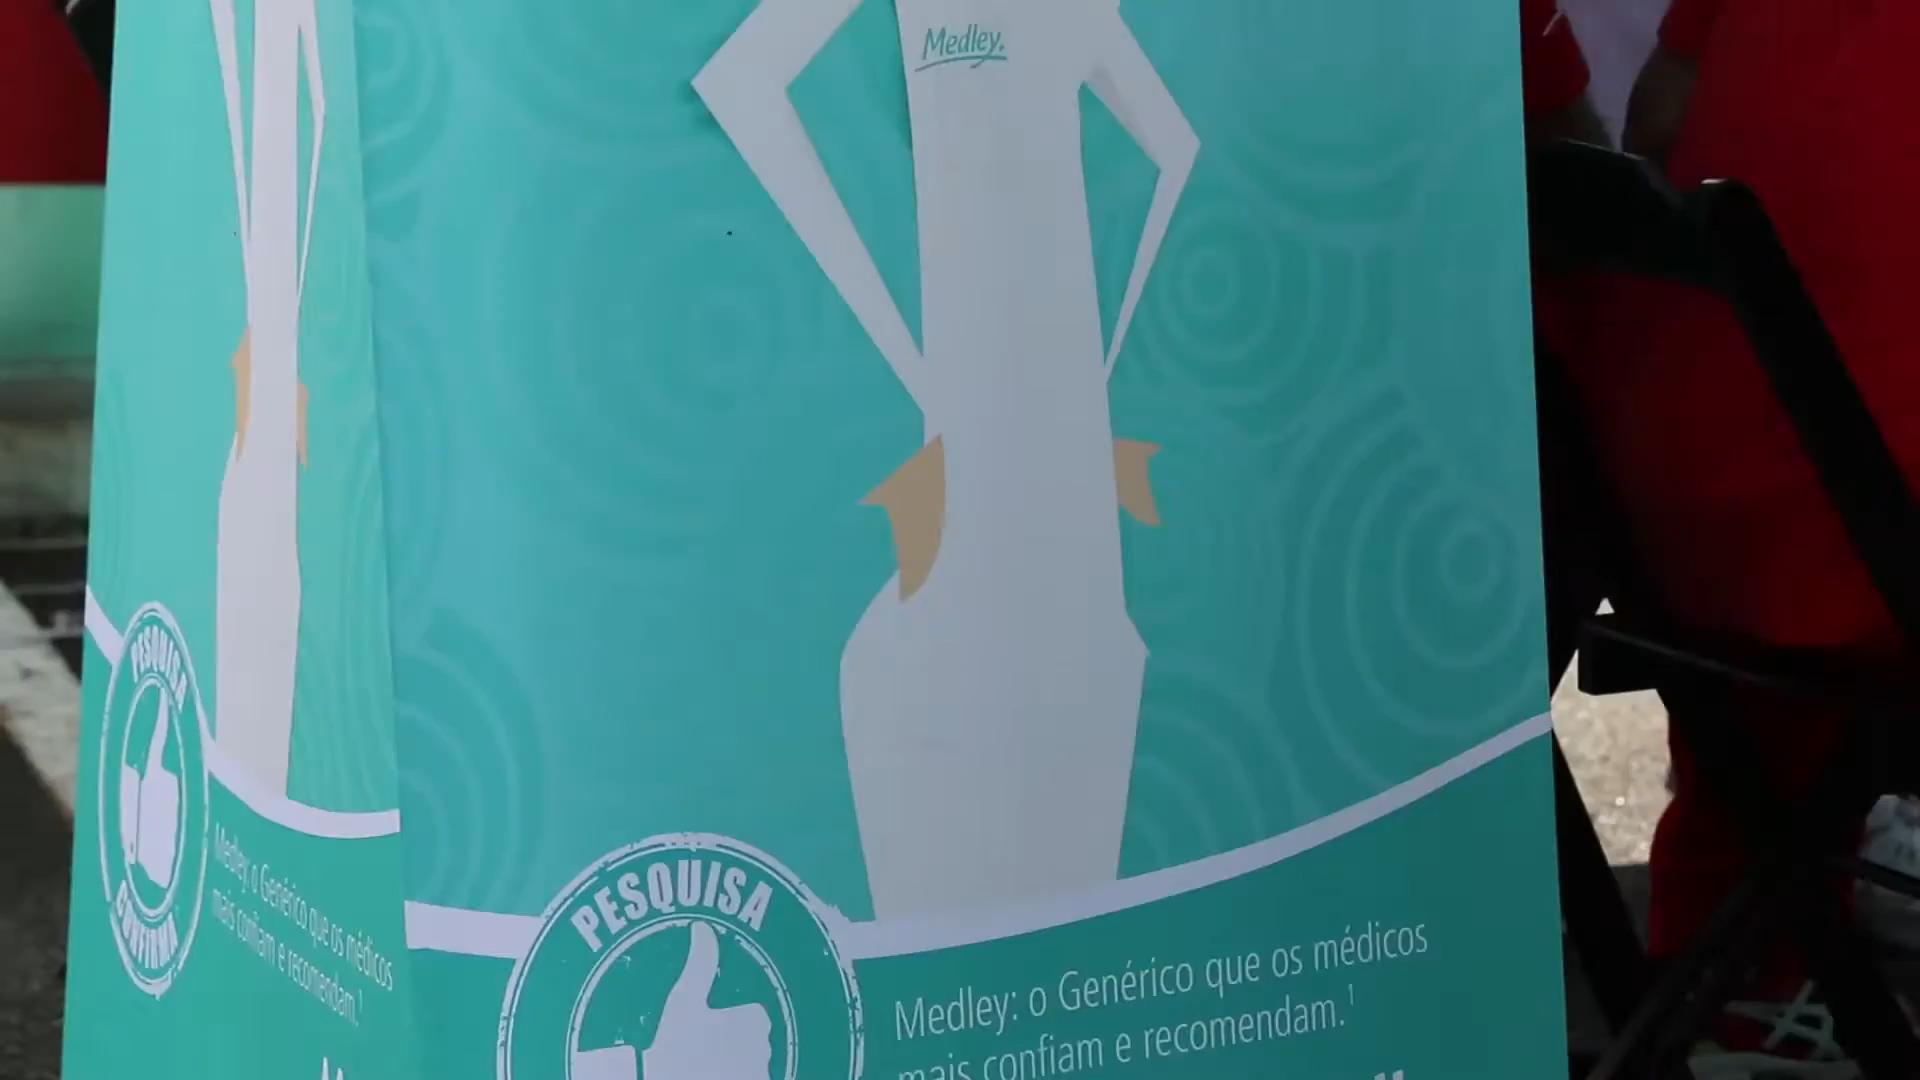 Medley.
PESQUISA
CONFIRMA
Medley: o Genérico que os médicos
mais confiam e recomendam.¹
PESQUISA
Medley: o Genérico que os médicos
mais confiam e recomendam.¹